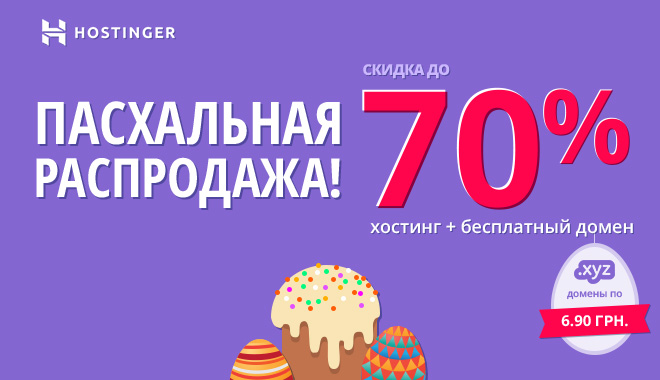 HOSTINGER
ПАСХАЛЬНАЯ
РАСПРОДАЖА!
СКИДКА ДО
70%
хостинг + бесплатный домен
.xyz
домены по
6.90 ГРН.